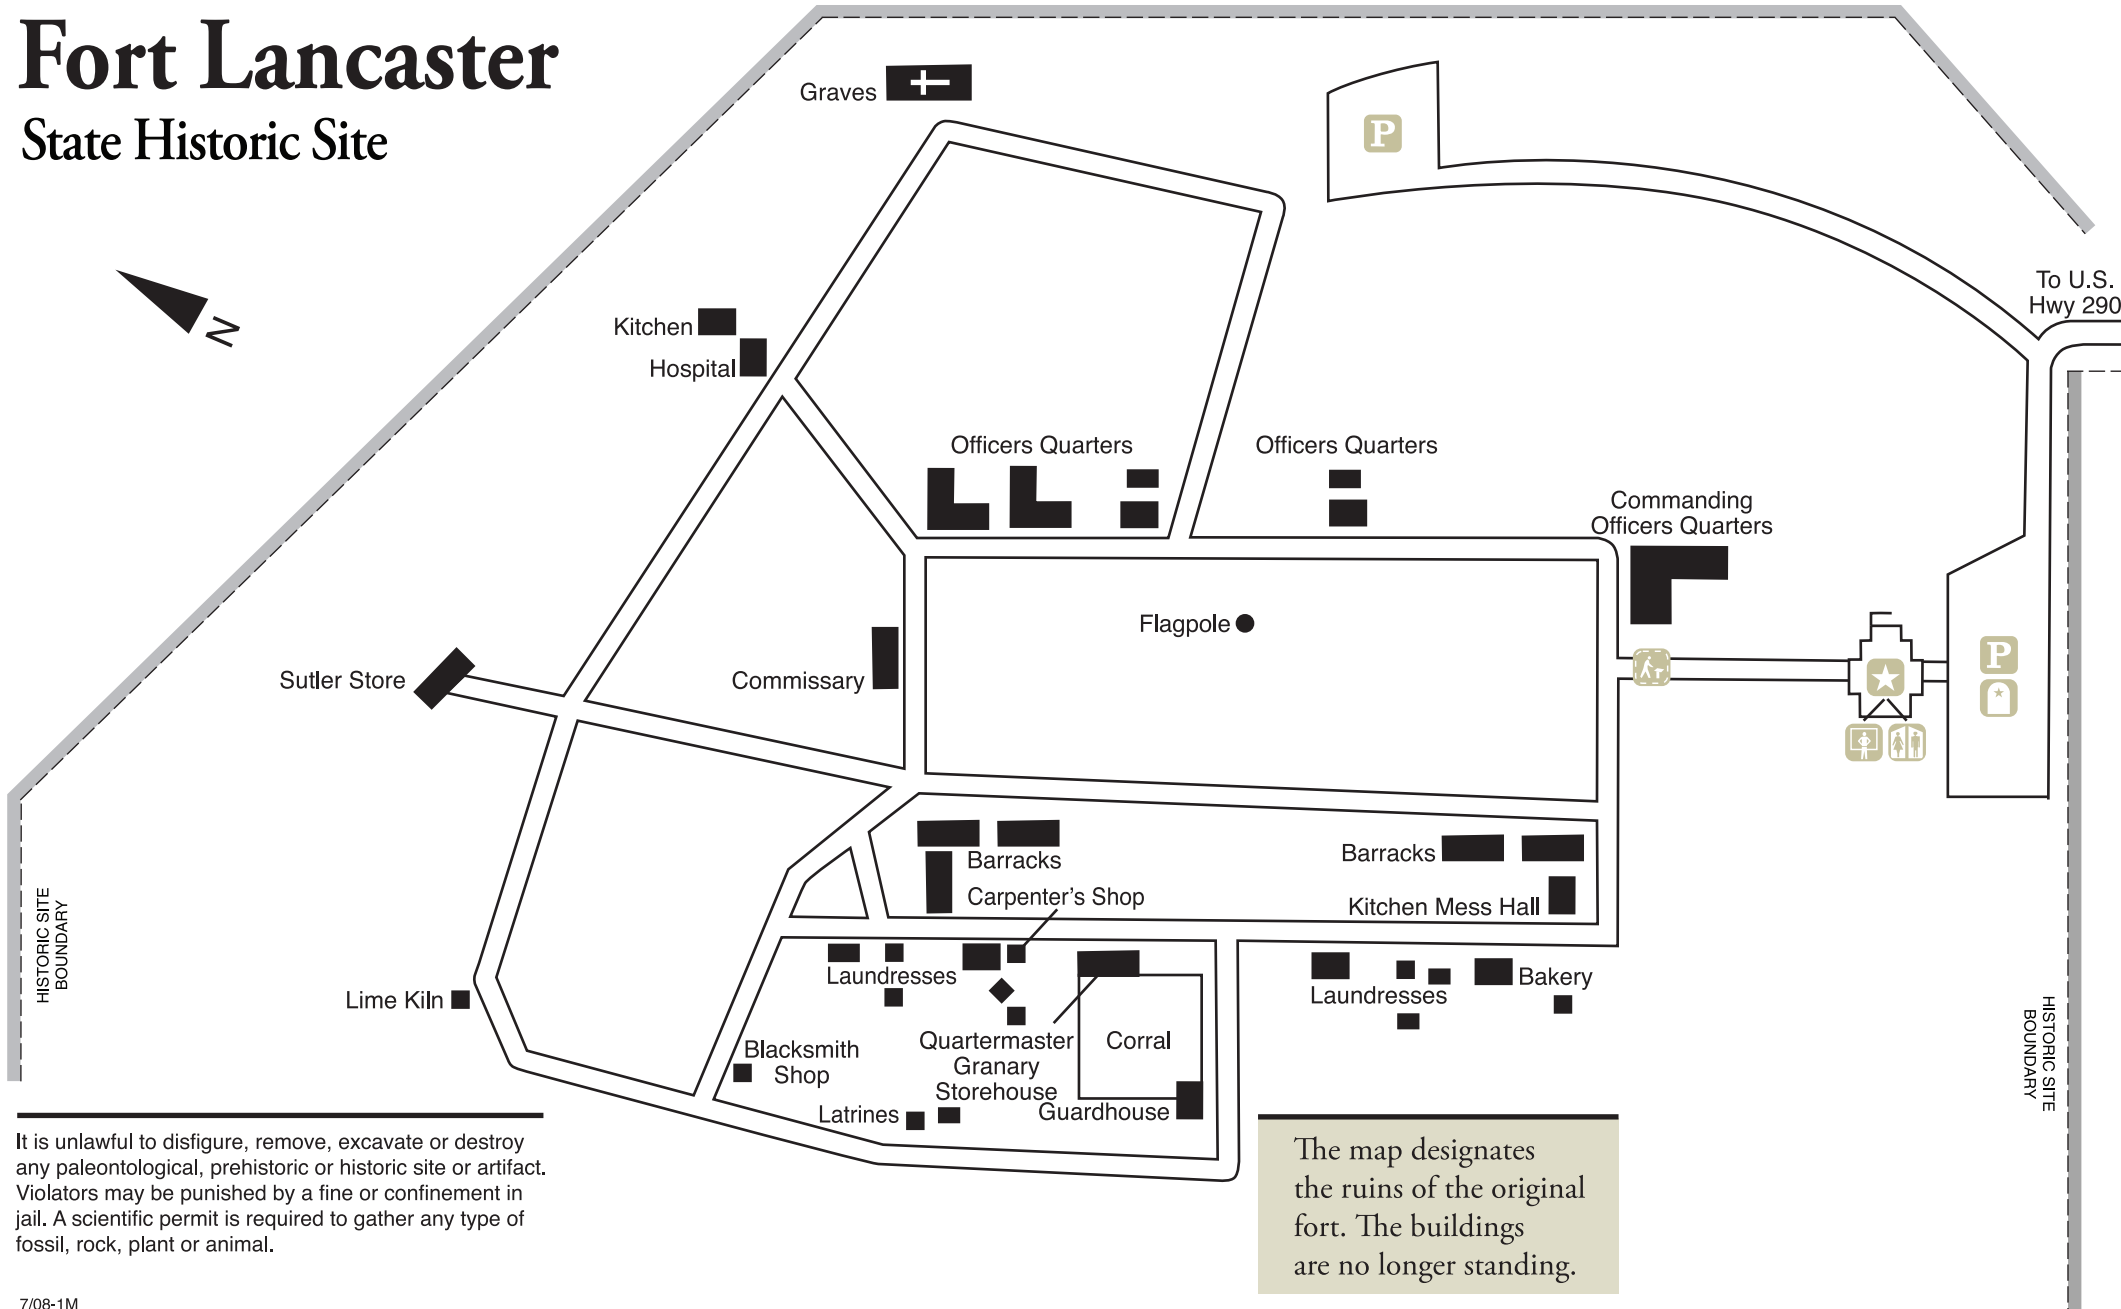 Fort Lancaster
State Historic Site
Graves
P
To U.S.
Hwy 290
N
Kitchen
Hospital
Officers Quarters
Officers Quarters
Commanding
Officers Quarters
Flagpole
Sutler Store
Commissary
P
Barracks
Carpenter's Shop
Barracks
Kitchen Mess Hall
HISTORIC SITE
BOUNDARY
Laundresses
Laundresses
Bakery
Lime Kiln
Quartermaster
Granary
Storehouse
Corral
Blacksmith
Shop
Latrines
Guardhouse
HISTORIC SITE
BOUNDARY
It is unlawful to disfigure, remove, excavate or destroy
any paleontological, prehistoric or historic site or artifact.
Violators may be punished by a fine or confinement in
jail. A scientific permit is required to gather any type of
fossil, rock, plant or animal.
The map designates
the ruins of the original
fort. The buildings
are no longer standing.
7/08-1M